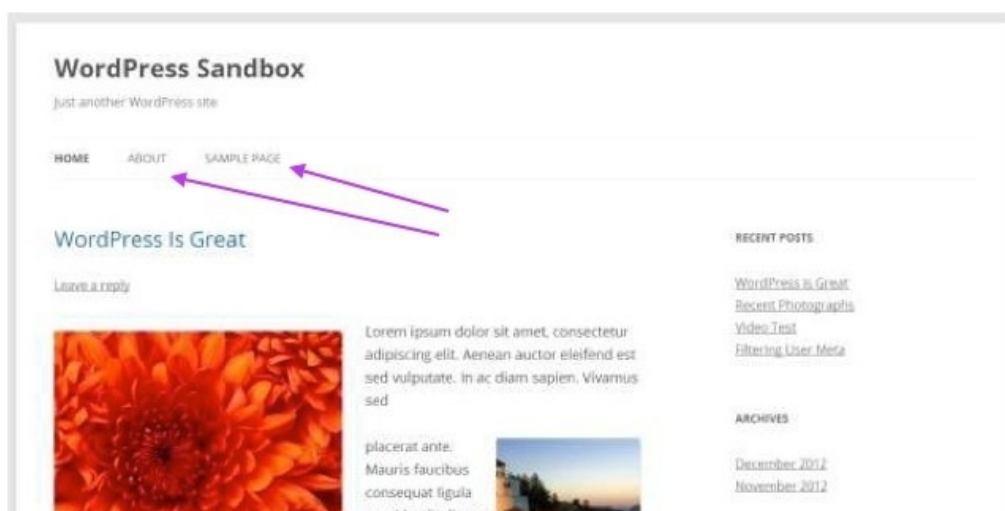 WordPress Sandbox
Just another WordPress site
HOME ABOUT SAMPLE PAGE
WordPress Is Great
Leave a reply
Lorem ipsum dolor sit amet, consectetur
adipiscing elit. Aenean auctor eleifend est
sed vulputate. In ac diam sapien. Vivamus
sed
placerat ante.
Mauris faucibus
consequat ligula
RECENT POSTS
WordPress Is Great
Recent Photographs
Video Test
Filtering User Meta
ARCHIVES
December 2012
November 2012